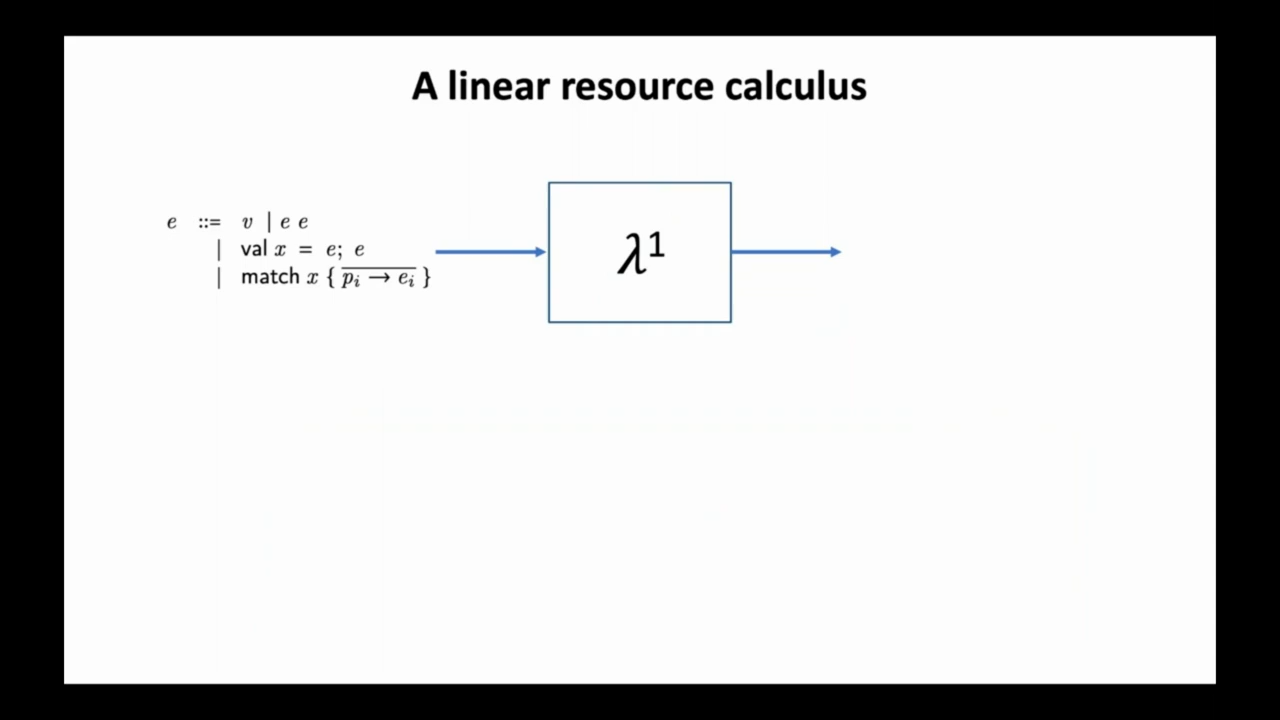 A linear resource calculus
e ::= v | e e
| val x = e; e
| match x { p_i → e_i }
λ¹